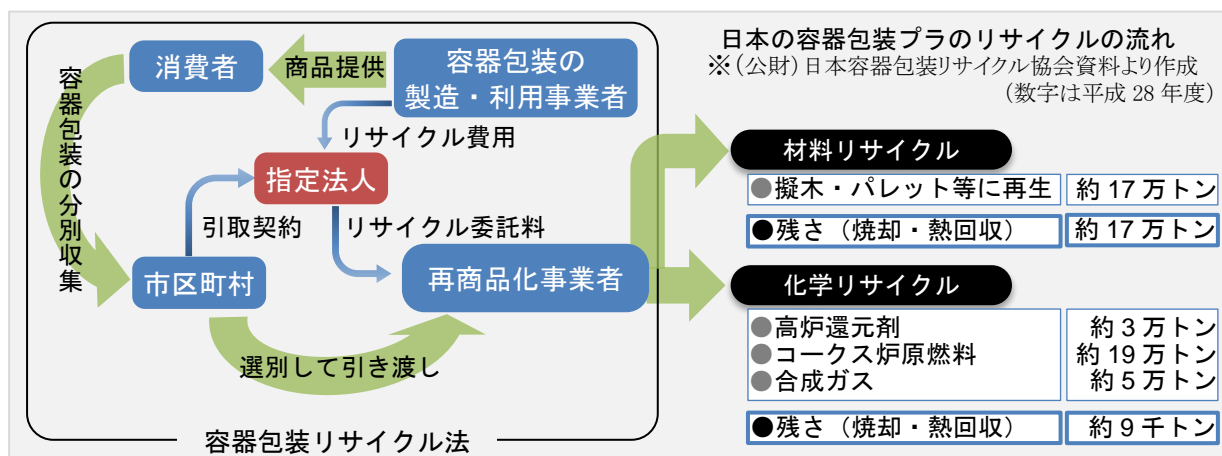 日本の容器包装プラのリサイクルの流れ
※(公財)日本容器包装リサイクル協会資料より作成
(数字は平成 28 年度)
消費者
商品提供
容器包装の
製造・利用事業者
容器包装の分別収集
リサイクル費用
指定法人
引取契約
リサイクル委託料
市区町村
再商品化事業者
選別して引き渡し
容器包装リサイクル法
材料リサイクル
●擬木・パレット等に再生 約 17 万トン
●残さ(焼却・熱回収) 約 17 万トン
化学リサイクル
●高炉還元剤 約 3 万トン
●コークス炉原燃料 約 19 万トン
●合成ガス 約 5 万トン
●残さ(焼却・熱回収) 約 9 千トン